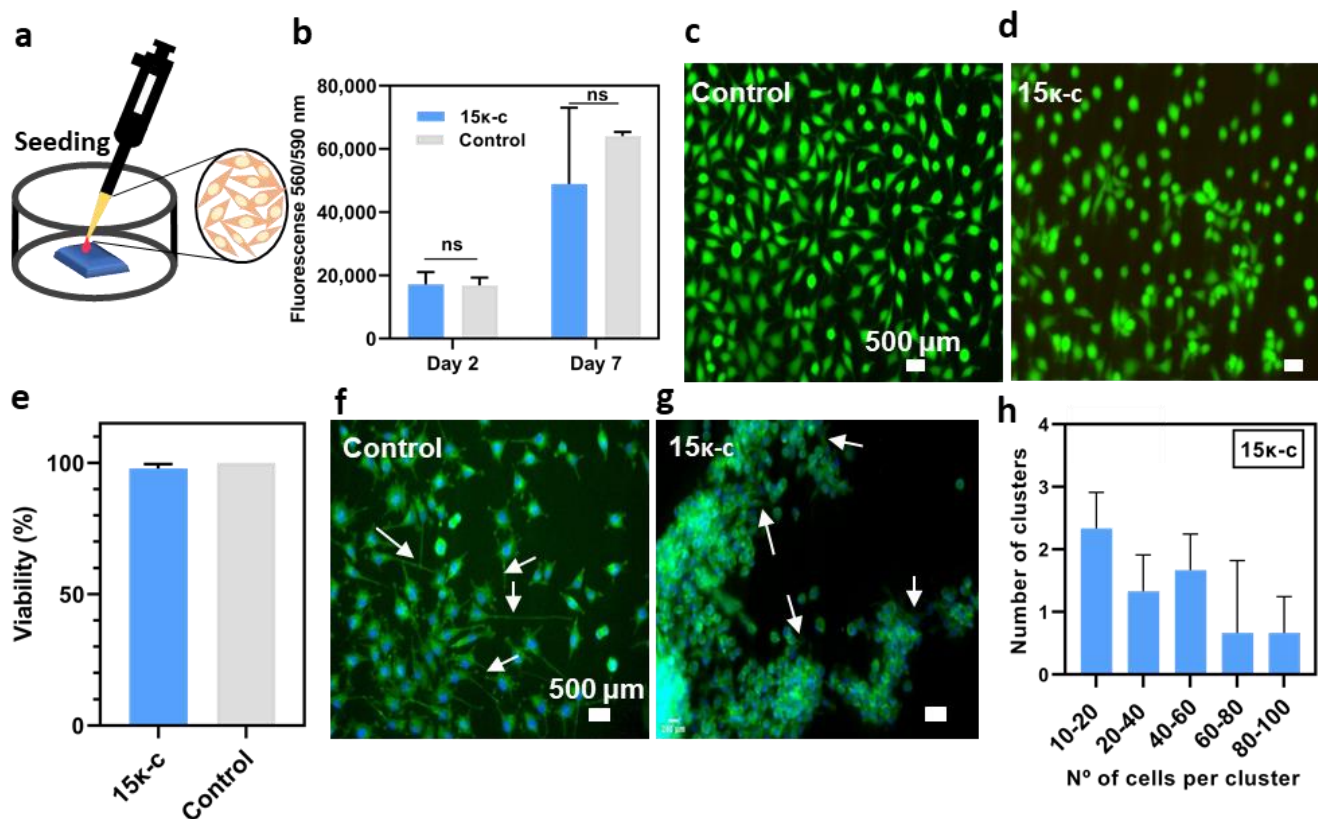 a
Seeding
b
80,000
60,000
40,000
20,000
0
Fluorescense 560/590 nm
15κ-c
Control
ns
ns
Day 2
Day 7
c
Control
500 µm
d
15κ-c
e
100
50
0
Viability (%)
15κ-c
Control
f
Control
500 µm
g
15κ-c
200 µm
h
4
3
2
1
0
Number of clusters
15κ-c
10-20
20-40
40-60
60-80
80-100
Nº of cells per cluster